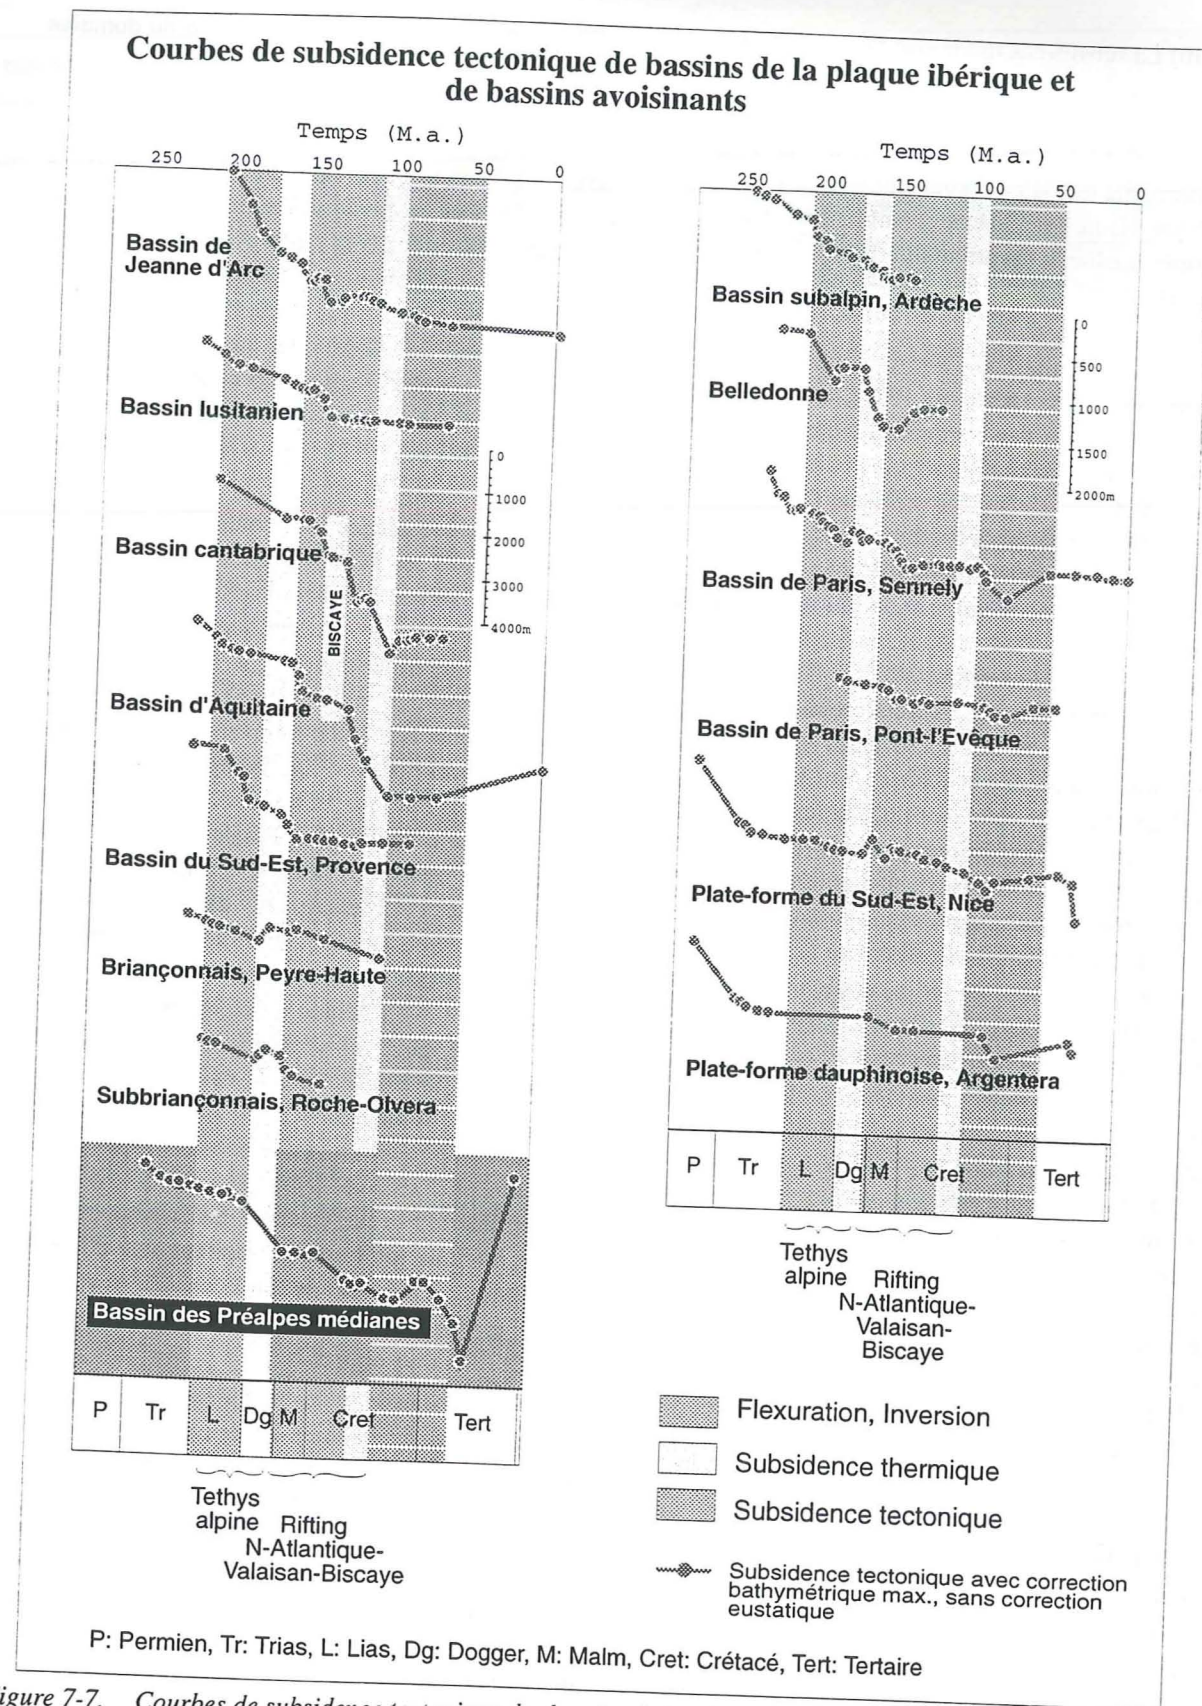 Courbes de subsidence tectonique de bassins de la plaque ibérique et
de bassins avoisinants
Temps (M.a.)
250 200 150 100 50 0
Bassin de
Jeanne d'Arc
Bassin lusitanien
0
1000
2000
3000
4000m
Bassin cantabrique
BISCAYE
Bassin d'Aquitaine
Bassin du Sud-Est, Provence
Briançonnais, Peyre-Haute
Subbriançonnais, Roche-Olvera
Bassin des Préalpes médianes
P Tr L Dg M Cret Tert
Tethys
alpine
Rifting
N-Atlantique-
Valaisan-Biscaye
Temps (M.a.)
250 200 150 100 50 0
Bassin subalpin, Ardèche
0
500
1000
1500
2000m
Belledonne
Bassin de Paris, Sennely
Bassin de Paris, Pont-l'Evêque
Plate-forme du Sud-Est, Nice
Plate-forme dauphinoise, Argentera
P Tr L Dg M Cret Tert
Tethys
alpine
Rifting
N-Atlantique-
Valaisan-
Biscaye
Flexuration, Inversion
Subsidence thermique
Subsidence tectonique
Subsidence tectonique avec correction
bathymétrique max., sans correction
eustatique
P: Permien, Tr: Trias, L: Lias, Dg: Dogger, M: Malm, Cret: Crétacé, Tert: Tertaire
igure 7-7. Courbes de subsidence